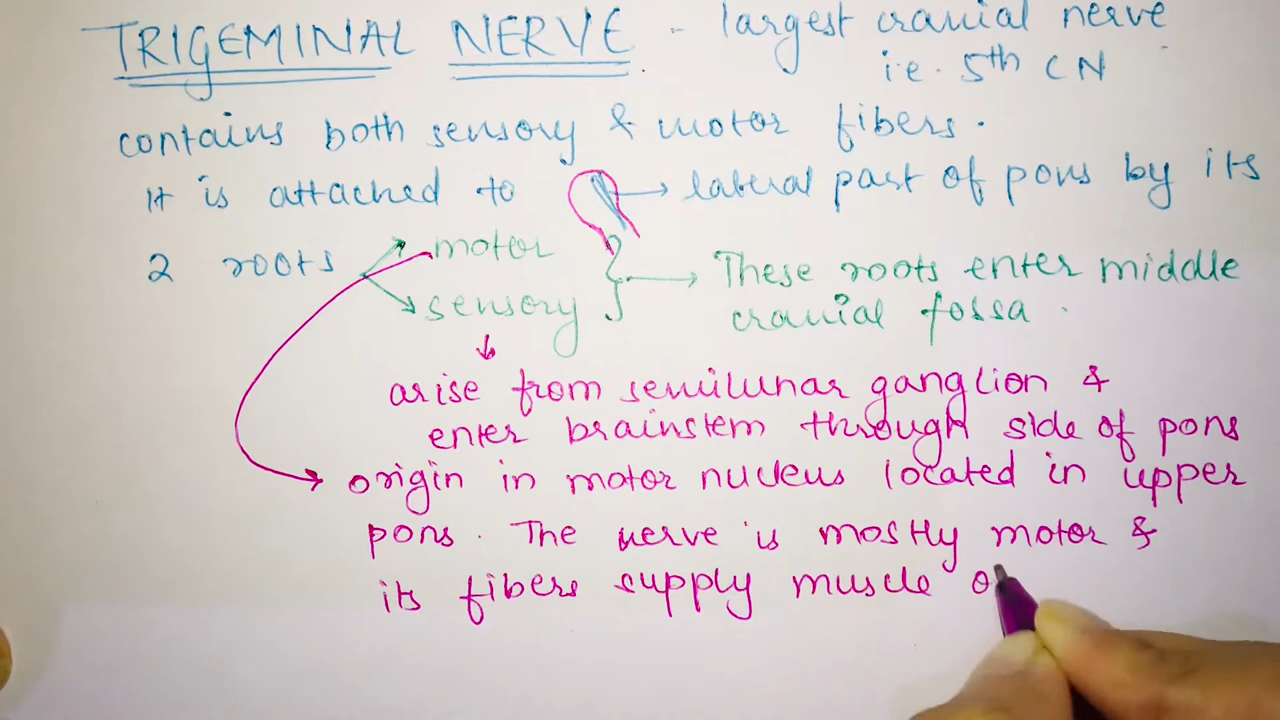 TRIGEMINAL NERVE - largest cranial nerve
i.e. 5th CN
contains both sensory & motor fibers.
It is attached to → lateral part of pons by its
2 roots motor
sensory
These roots enter middle
cranial fossa.
arise from semilunar ganglion &
enter brainstem through side of pons
origin in motor nucleus located in upper
pons. The nerve is mostly motor &
its fibers supply muscle o